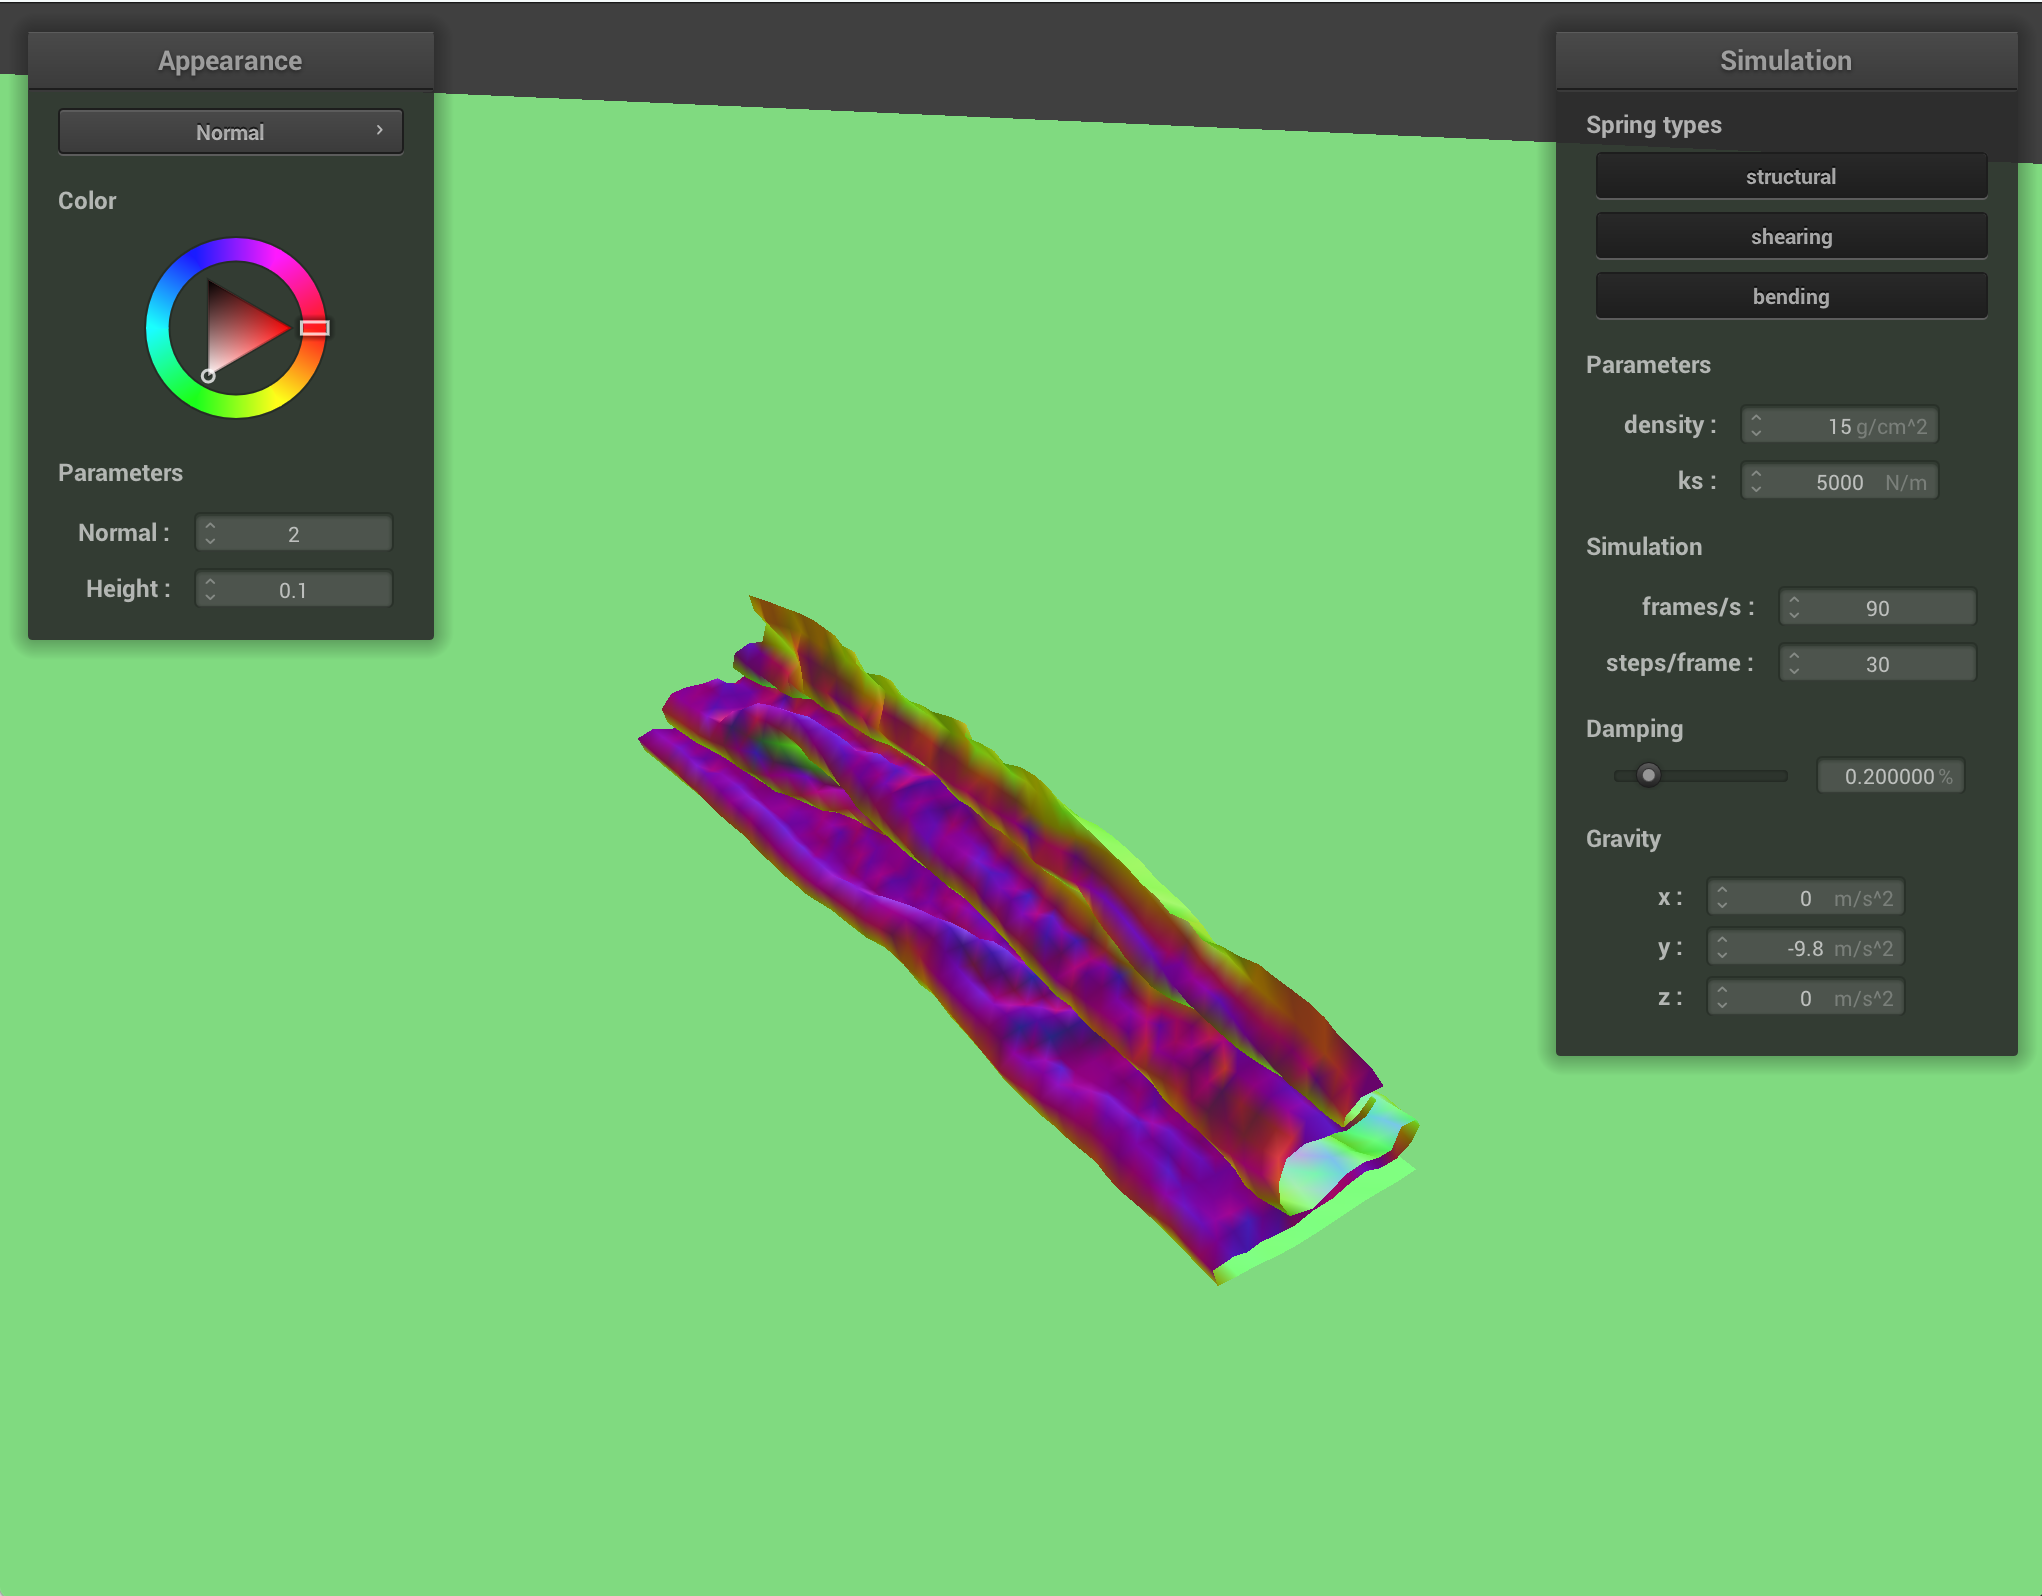 Appearance
Normal
Color
Parameters
Normal : 2
Height : 0.1
Simulation
Spring types
structural
shearing
bending
Parameters
density : 15 g/cm^2
ks : 5000 N/m
Simulation
frames/s : 90
steps/frame : 30
Damping
0.200000 %
Gravity
x : 0 m/s^2
y : -9.8 m/s^2
z : 0 m/s^2